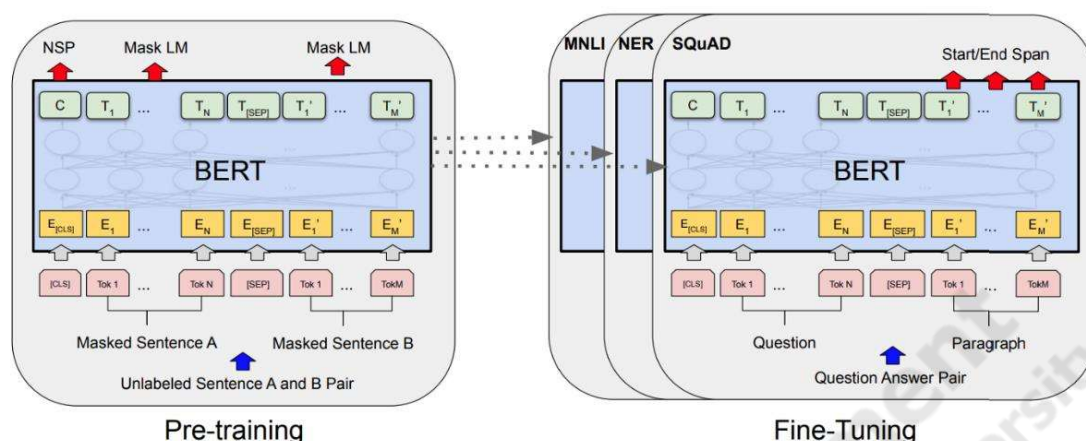 NSP Mask LM Mask LM
C T1 ... TN T[SEP] T1' ... TM'
BERT
E[CLS] E1 EN E[SEP] E1' ... EM'
[CLS] Tok 1 ... Tok N [SEP] Tok 1 ... TokM
Masked Sentence A Masked Sentence B
Unlabeled Sentence A and B Pair
Pre-training
MNLI NER SQuAD
Start/End Span
C T1 ... TN T[SEP] T1' ... TM'
BERT
E[CLS] E1 EN E[SEP] E1' ... EM'
[CLS] Tok 1 ... Tok N [SEP] Tok 1 ... TokM
Question Paragraph
Question Answer Pair
Fine-Tuning